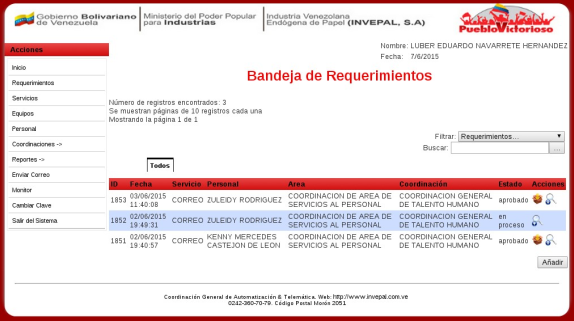 Gobierno Bolivariano de Venezuela
Ministerio del Poder Popular para Industrias
Industria Venezolana Endógena de Papel (INVEPAL, S.A)
PuebloVictorioso
Acciones
Inicio
Requerimientos
Servicios
Equipos
Personal
Coordinaciones ->
Reportes ->
Enviar Correo
Monitor
Cambiar Clave
Salir del Sistema
Nombre: LUBER EDUARDO NAVARRETE HERNANDEZ
Fecha: 7/6/2015
Bandeja de Requerimientos
Número de registros encontrados: 3
Se muestran páginas de 10 registros cada una
Mostrando la página 1 de 1
Filtrar: Requerimientos...
Buscar: ...
Todos
ID Fecha Servicio Personal Area Coordinación Estado Acciones
1853 03/06/2015 11:40:08 CORREO ZULEIDY RODRIGUEZ COORDINACION DE AREA DE SERVICIOS AL PERSONAL COORDINACION GENERAL DE TALENTO HUMANO aprobado
1852 02/06/2015 19:49:31 CORREO ZULEIDY RODRIGUEZ COORDINACION DE AREA DE SERVICIOS AL PERSONAL COORDINACION GENERAL DE TALENTO HUMANO en proceso
1851 02/06/2015 19:40:57 CORREO KENNY MERCEDES CASTEJON DE LEON COORDINACION DE AREA DE SERVICIOS AL PERSONAL COORDINACION GENERAL DE TALENTO HUMANO aprobado
Añadir
Coordinación General de Automatización & Telemática. Web: http://www.invepal.com.ve
0242-360-70-79. Código Postal Morón 2051